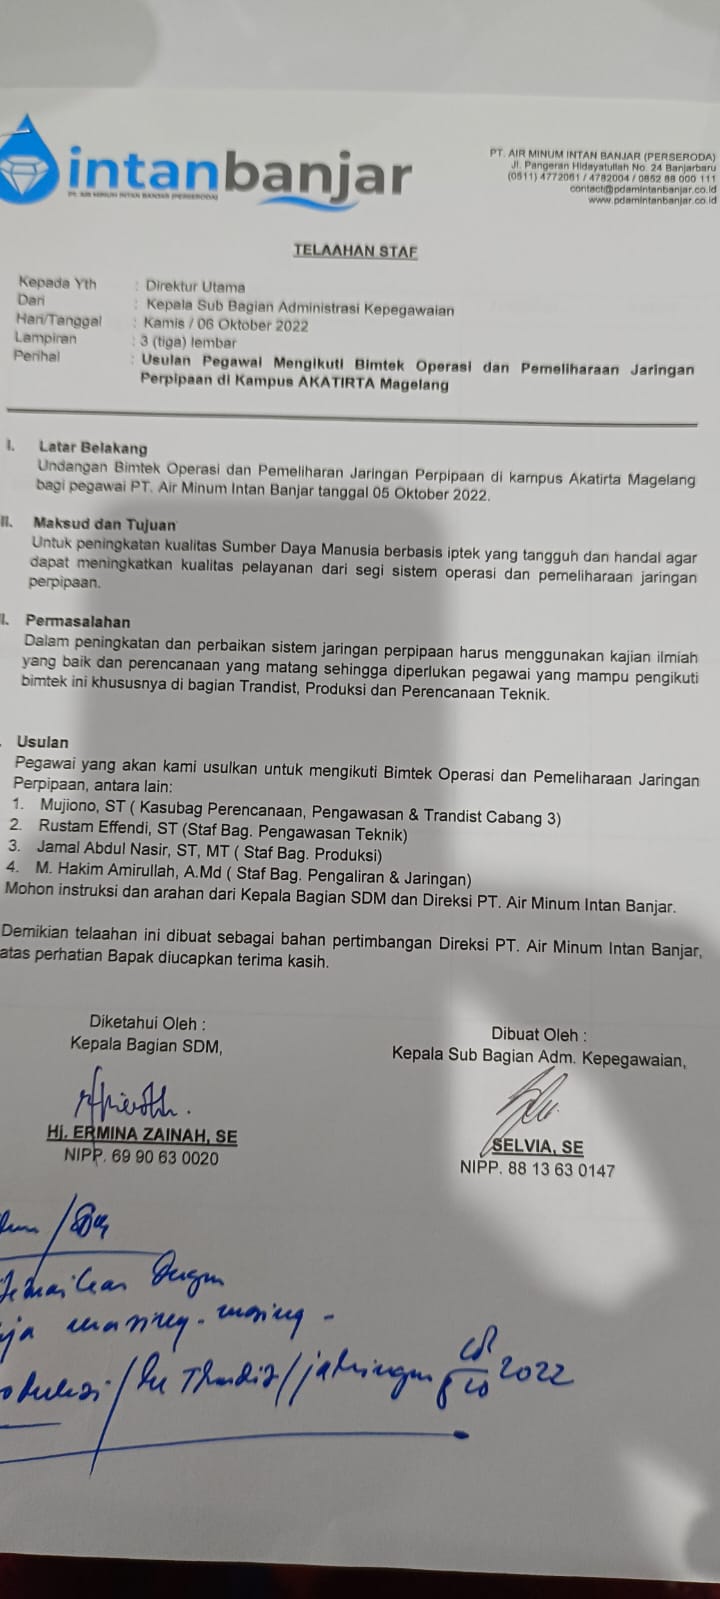 intanbanjar
PT. AIR MINUM INTAN BANJAR (PERSERODA)
PT. AIR MINUM INTAN BANJAR (PERSERODA)
Jl. Pangeran Hidayatullah No. 24 Banjarbaru
(0511) 4772061 / 4782004 / 0852 88 000 111
contact@pdamintanbanjar.co.id
www.pdamintanbanjar.co.id
TELAAHAN STAF
Kepada Yth : Direktur Utama
Dari : Kepala Sub Bagian Administrasi Kepegawaian
Hari/Tanggal : Kamis / 06 Oktober 2022
Lampiran : 3 (tiga) lembar
Perihal : Usulan Pegawai Mengikuti Bimtek Operasi dan Pemeliharaan Jaringan
Perpipaan di Kampus AKATIRTA Magelang
I. Latar Belakang
Undangan Bimtek Operasi dan Pemeliharan Jaringan Perpipaan di kampus Akatirta Magelang
bagi pegawai PT. Air Minum Intan Banjar tanggal 05 Oktober 2022.
II. Maksud dan Tujuan
Untuk peningkatan kualitas Sumber Daya Manusia berbasis iptek yang tangguh dan handal agar
dapat meningkatkan kualitas pelayanan dari segi sistem operasi dan pemeliharaan jaringan
perpipaan.
I. Permasalahan
Dalam peningkatan dan perbaikan sistem jaringan perpipaan harus menggunakan kajian ilmiah
yang baik dan perencanaan yang matang sehingga diperlukan pegawai yang mampu pengikuti
bimtek ini khususnya di bagian Trandist, Produksi dan Perencanaan Teknik.
. Usulan
Pegawai yang akan kami usulkan untuk mengikuti Bimtek Operasi dan Pemeliharaan Jaringan
Perpipaan, antara lain:
1. Mujiono, ST ( Kasubag Perencanaan, Pengawasan & Trandist Cabang 3)
2. Rustam Effendi, ST (Staf Bag. Pengawasan Teknik)
3. Jamal Abdul Nasir, ST, MT ( Staf Bag. Produksi)
4. M. Hakim Amirullah, A.Md ( Staf Bag. Pengaliran & Jaringan)
Mohon instruksi dan arahan dari Kepala Bagian SDM dan Direksi PT. Air Minum Intan Banjar.
Demikian telaahan ini dibuat sebagai bahan pertimbangan Direksi PT. Air Minum Intan Banjar,
atas perhatian Bapak diucapkan terima kasih.
Diketahui Oleh :
Kepala Bagian SDM,
Hj. ERMINA ZAINAH, SE
NIPP. 69 90 63 0020
Dibuat Oleh :
Kepala Sub Bagian Adm. Kepegawaian,
SELVIA, SE
NIPP. 88 13 63 0147
masing-masing
2022